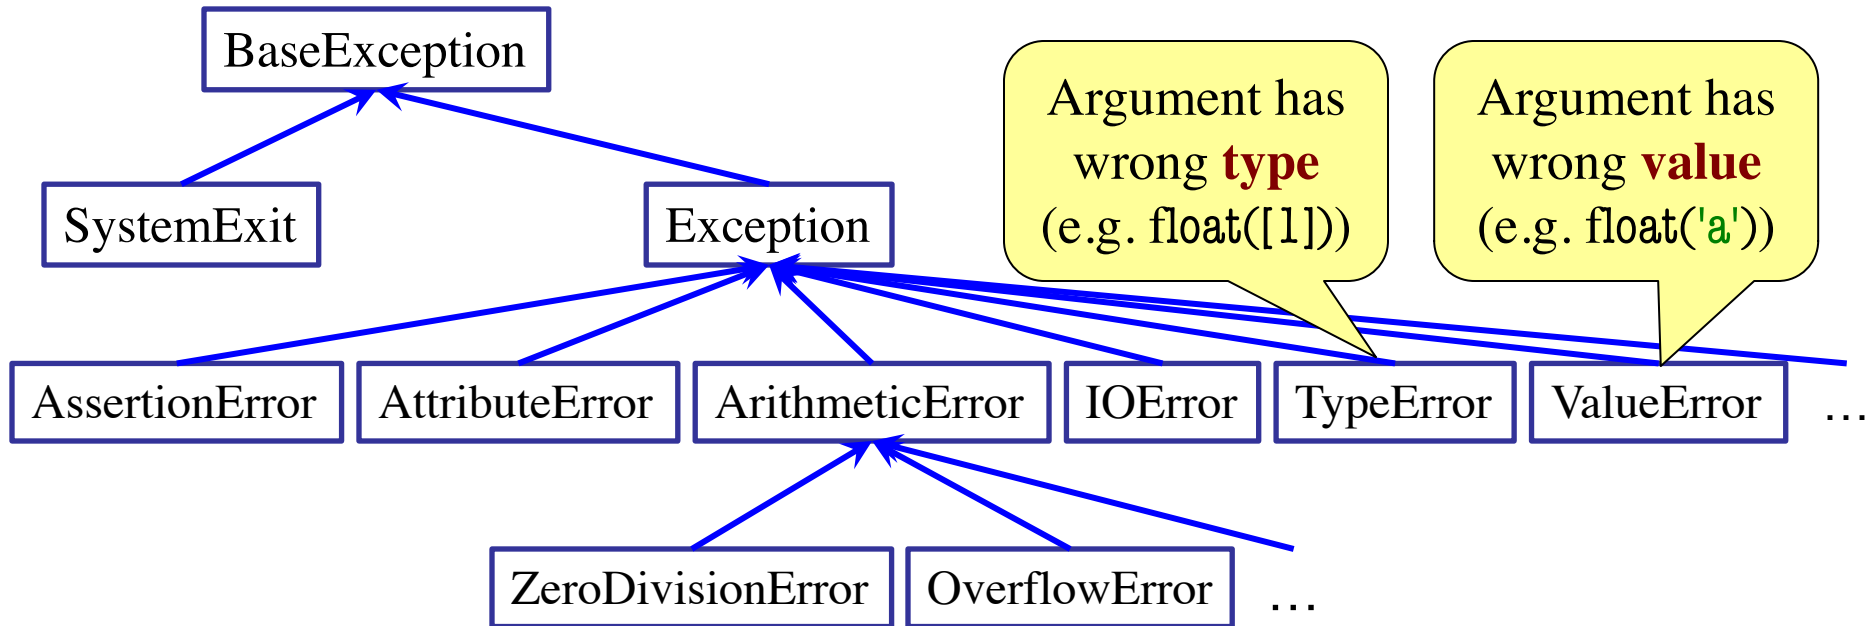 BaseException
Argument has
wrong type
(e.g. float([1]))
Argument has
wrong value
(e.g. float('a'))
SystemExit
Exception
AssertionError
AttributeError
ArithmeticError
IOError
TypeError
ValueError
…
ZeroDivisionError
OverflowError
…